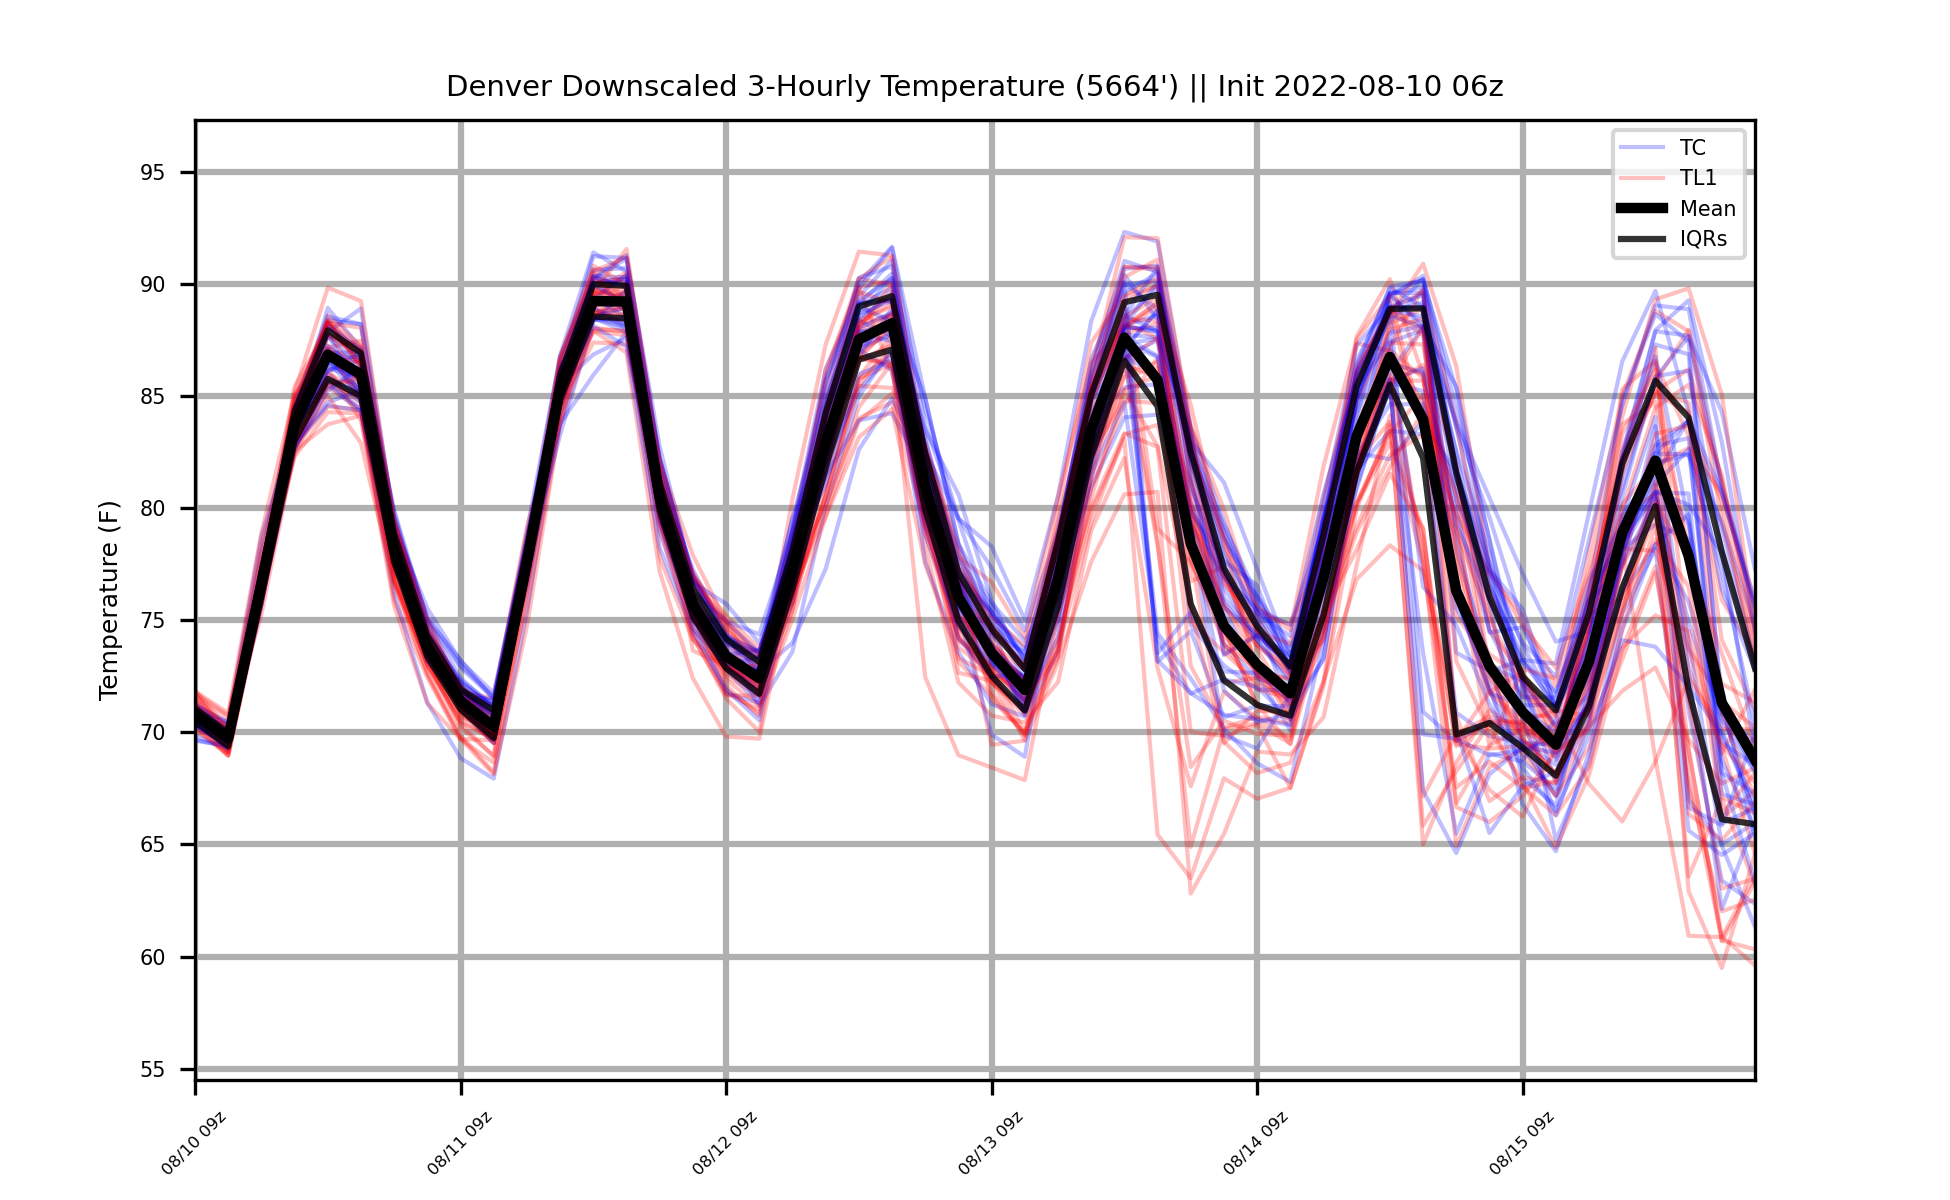 Denver Downscaled 3-Hourly Temperature (5664') || Init 2022-08-10 06z
TC
TL1
Mean
IQRs
Temperature (F)
95
90
85
80
75
70
65
60
55
08/10 09z
08/11 09z
08/12 09z
08/13 09z
08/14 09z
08/15 09z